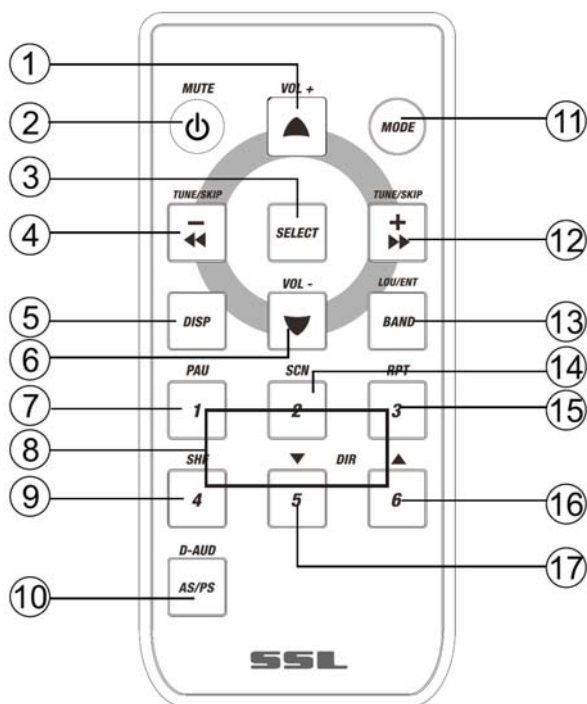 1
MUTE VOL +
2 MODE 11
3
TUNE/SKIP TUNE/SKIP
4 − SELECT + 12
VOL - LOU/ENT
5 DISP BAND 13
6
PAU SCN RPT 14
7 1 2 3 15
8
SHF DIR
9 4 5 6 16
17
D-AUD
10 AS/PS
SSL